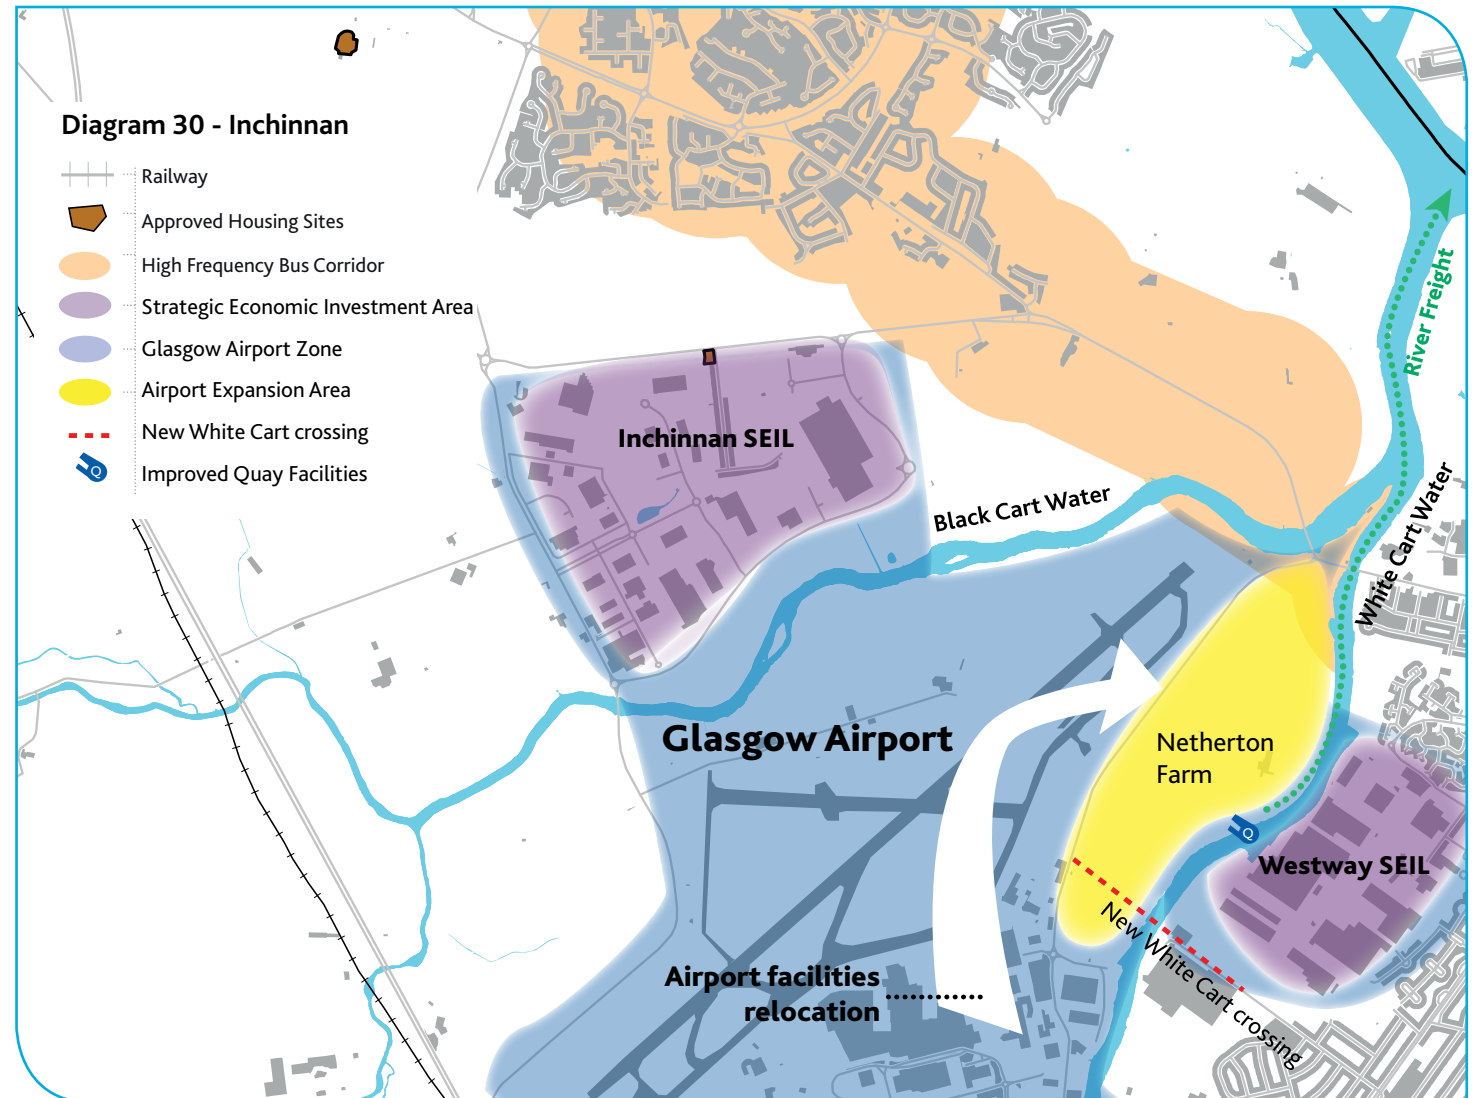 Diagram 30 - Inchinnan
Railway
Approved Housing Sites
High Frequency Bus Corridor
Strategic Economic Investment Area
Glasgow Airport Zone
Airport Expansion Area
New White Cart crossing
Q
Improved Quay Facilities
River Freight
Inchinnan SEIL
Black Cart Water
White Cart Water
Glasgow Airport
Netherton
Farm
Q
Westway SEIL
New White Cart crossing
Airport facilities
relocation